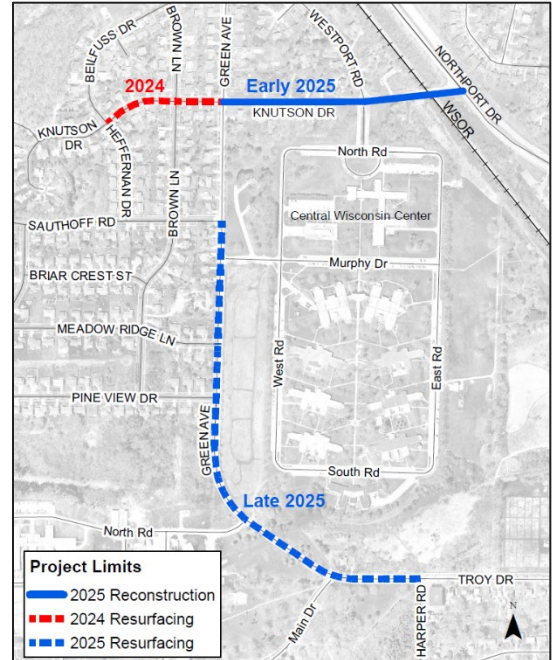 BEILFUSS DR
BROWN LN
GREEN AVE
WESTPORT RD
NORTHPORT DR
2024
Early 2025
KNUTSON DR
KNUTSON DR
WSOR
HEFFERNAN DR
North Rd
Central Wisconsin Center
SAUTHOFF RD
BROWN LN
Murphy Dr
BRIAR CREST ST
MEADOW RIDGE LN
West Rd
East Rd
PINE VIEW DR
GREEN AVE
South Rd
Late 2025
North Rd
Project Limits
2025 Reconstruction
2024 Resurfacing
2025 Resurfacing
Main Dr
TROY DR
HARPER RD
N